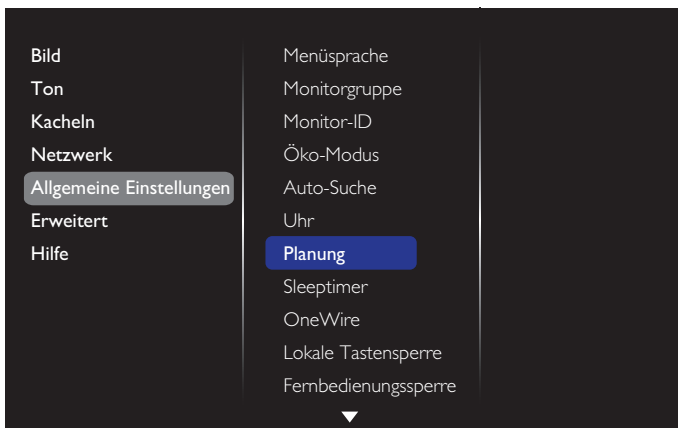 Bild
Ton
Kacheln
Netzwerk
Allgemeine Einstellungen
Erweitert
Hilfe
Menüsprache
Monitorgruppe
Monitor-ID
Öko-Modus
Auto-Suche
Uhr
Planung
Sleeptimer
OneWire
Lokale Tastensperre
Fernbedienungssperre